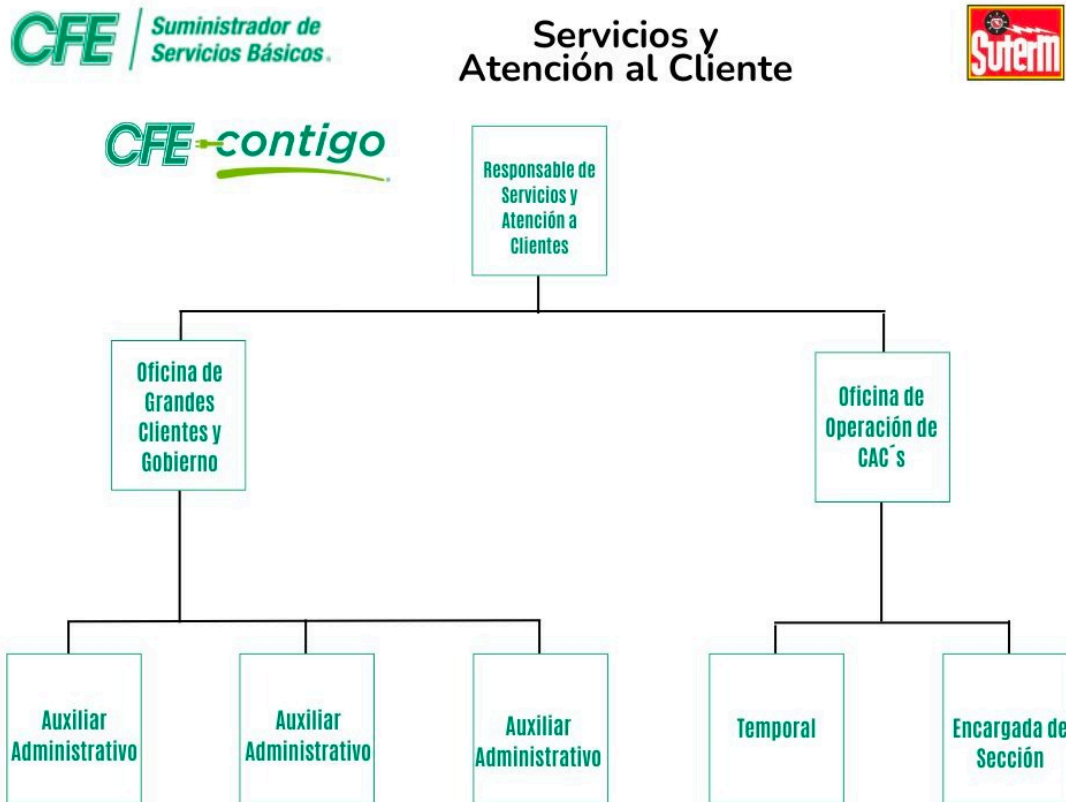 CFE
Suministrador de
Servicios Básicos
Servicios y
Atención al Cliente
Suterm
CFE contigo
Responsable de
Servicios y
Atención a
Clientes
Oficina de
Grandes
Clientes y
Gobierno
Oficina de
Operación de
CAC´s
Auxiliar
Administrativo
Auxiliar
Administrativo
Auxiliar
Administrativo
Temporal
Encargada de
Sección